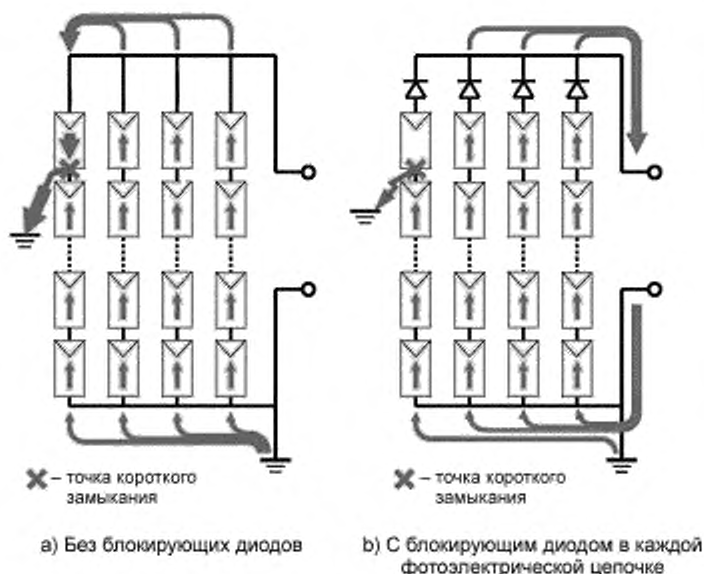 – точка короткого
замыкания
– точка короткого
замыкания
a) Без блокирующих диодов
b) С блокирующим диодом в каждой
фотоэлектрической цепочке